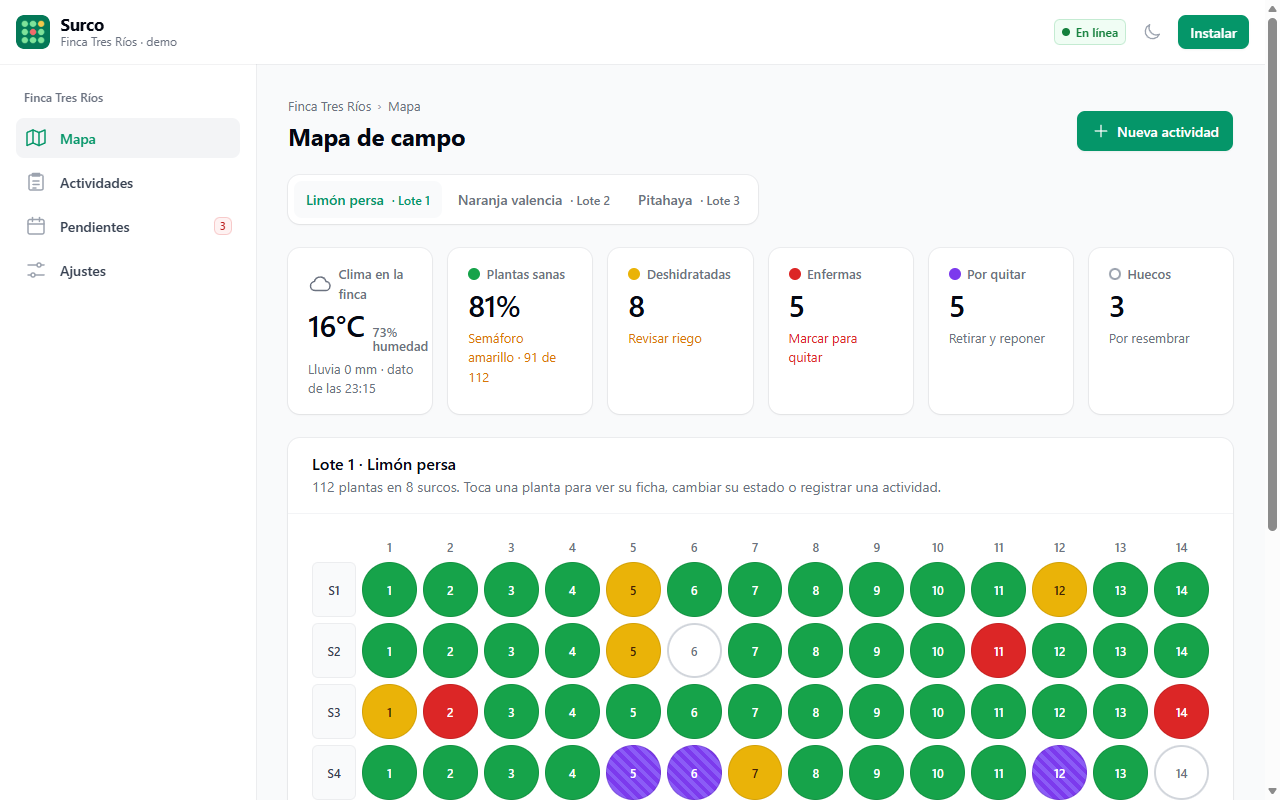 Surco
Finca Tres Ríos · demo
En línea
Instalar
Finca Tres Ríos
Mapa
Actividades
Pendientes 3
Ajustes
Finca Tres Ríos › Mapa
Mapa de campo
Nueva actividad
Limón persa · Lote 1 Naranja valencia · Lote 2 Pitahaya · Lote 3
Clima en la
finca
16°C 73%
humedad
Lluvia 0 mm · dato
de las 23:15
Plantas sanas
81%
Semáforo
amarillo · 91 de
112
Deshidratadas
8
Revisar riego
Enfermas
5
Marcar para
quitar
Por quitar
5
Retirar y reponer
Huecos
3
Por resembrar
Lote 1 · Limón persa
112 plantas en 8 surcos. Toca una planta para ver su ficha, cambiar su estado o registrar una actividad.
1 2 3 4 5 6 7 8 9 10 11 12 13 14
S1 1 2 3 4 5 6 7 8 9 10 11 12 13 14
S2 1 2 3 4 5 6 7 8 9 10 11 12 13 14
S3 1 2 3 4 5 6 7 8 9 10 11 12 13 14
S4 1 2 3 4 5 6 7 8 9 10 11 12 13 14